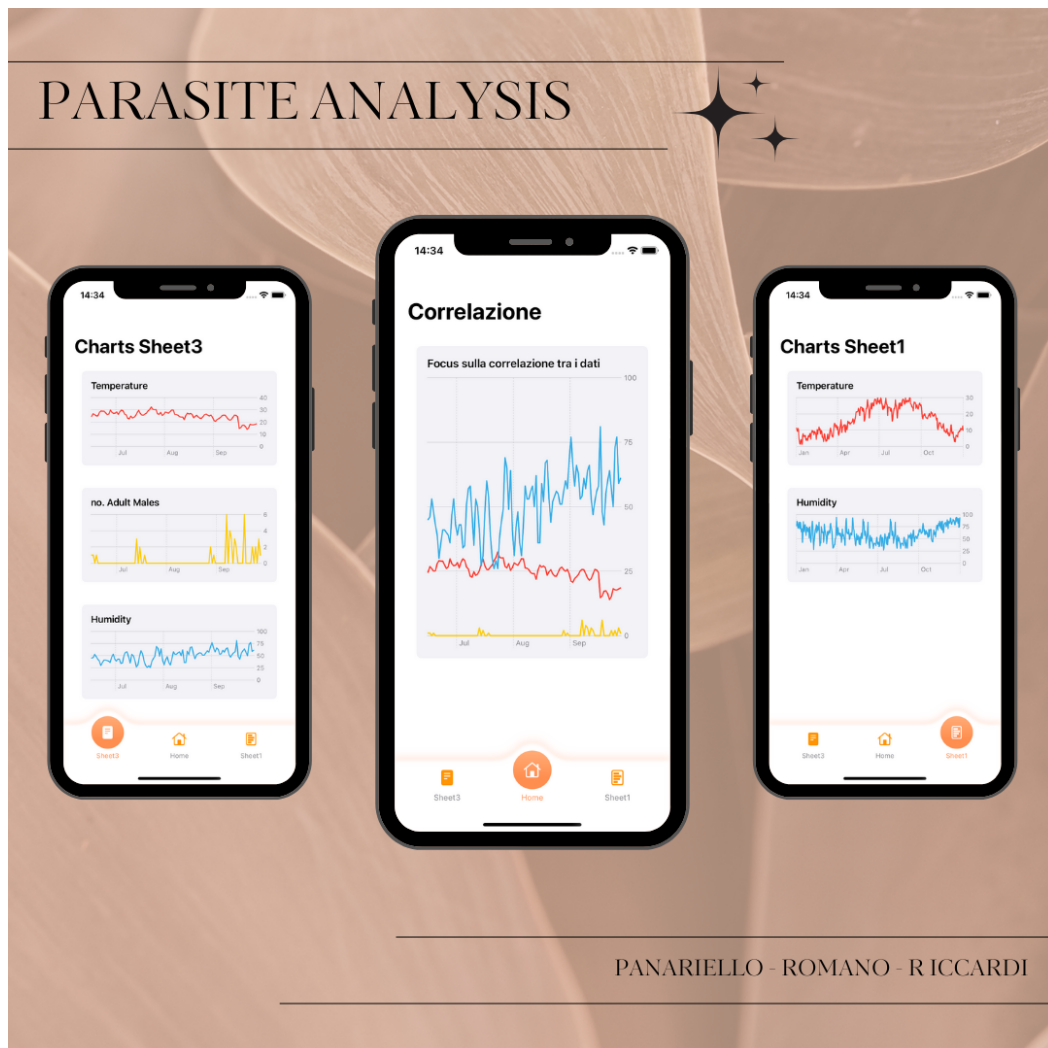 PARASITE ANALYSIS
14:34
Charts Sheet3
Temperature
40
30
20
10
0
Jul Aug Sep
no. Adult Males
6
4
2
0
Jul Aug Sep
Humidity
100
75
50
25
0
Jul Aug Sep
Sheet3 Home Sheet1
14:34
Correlazione
Focus sulla correlazione tra i dati
100
75
50
25
0
Jul Aug Sep
Sheet3 Home Sheet1
14:34
Charts Sheet1
Temperature
30
20
10
0
Jan Apr Jul Oct
Humidity
100
75
50
25
0
Jan Apr Jul Oct
Sheet3 Home Sheet1
PANARIELLO - ROMANO - R ICCARDI